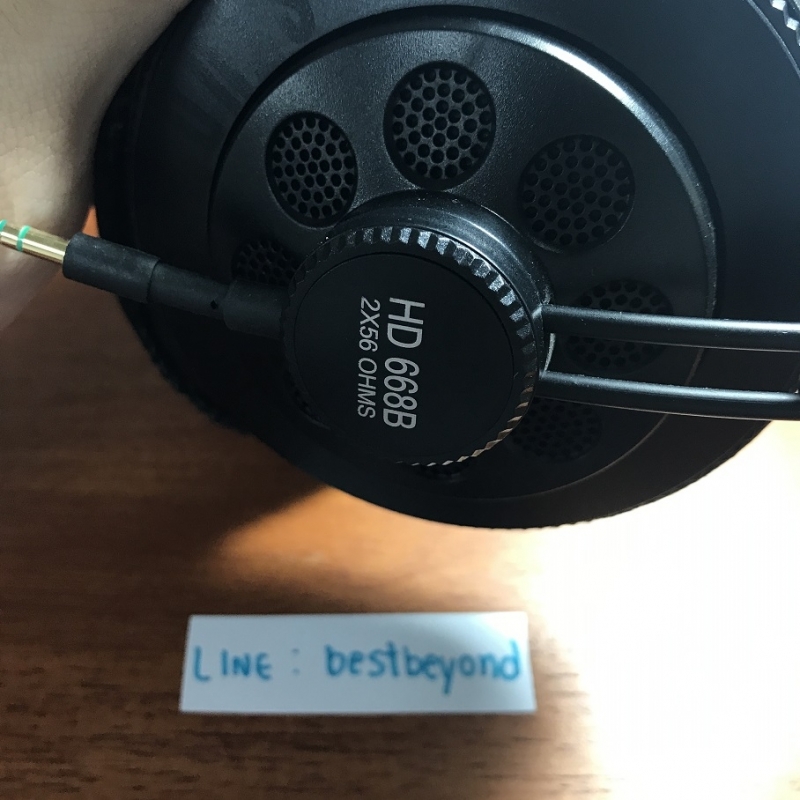 HD 668B
2X56 OHMS
LINE : bestbeyond